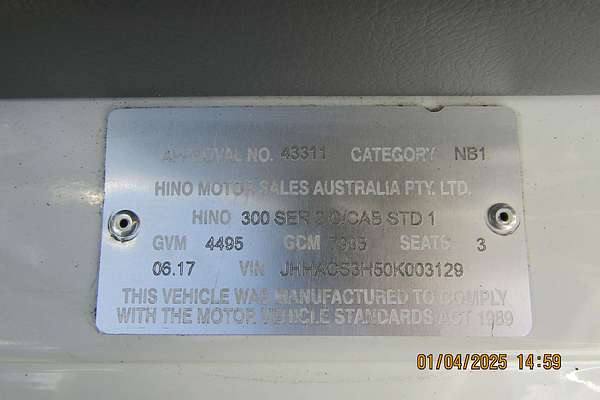 APPROVAL NO. 43311 CATEGORY NB1
HINO MOTOR SALES AUSTRALIA PTY. LTD.
HINO 300 SER S/C/CAB STD 1
GVM 4495 GCM 7995 SEATS 3
06.17 VIN JHHACS3H50K003129
THIS VEHICLE WAS MANUFACTURED TO COMPLY
WITH THE MOTOR VEHICLE STANDARDS ACT 1989
01/04/2025 14:59